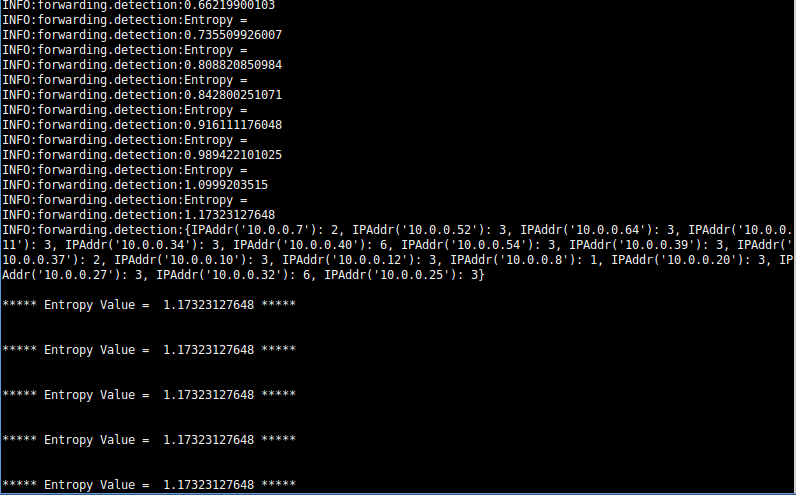 INFO:forwarding.detection:0.66219900103
INFO:forwarding.detection:Entropy =
INFO:forwarding.detection:0.735509926007
INFO:forwarding.detection:Entropy =
INFO:forwarding.detection:0.808820850984
INFO:forwarding.detection:Entropy =
INFO:forwarding.detection:0.842800251071
INFO:forwarding.detection:Entropy =
INFO:forwarding.detection:0.916111176048
INFO:forwarding.detection:Entropy =
INFO:forwarding.detection:0.989422101025
INFO:forwarding.detection:Entropy =
INFO:forwarding.detection:1.0999203515
INFO:forwarding.detection:Entropy =
INFO:forwarding.detection:1.17323127648
INFO:forwarding.detection:{IPAddr('10.0.0.7'): 2, IPAddr('10.0.0.52'): 3, IPAddr('10.0.0.64'): 3, IPAddr('10.0.0.
11'): 3, IPAddr('10.0.0.34'): 3, IPAddr('10.0.0.40'): 6, IPAddr('10.0.0.54'): 3, IPAddr('10.0.0.39'): 3, IPAddr('
10.0.0.37'): 2, IPAddr('10.0.0.10'): 3, IPAddr('10.0.0.12'): 3, IPAddr('10.0.0.8'): 1, IPAddr('10.0.0.20'): 3, IP
Addr('10.0.0.27'): 3, IPAddr('10.0.0.32'): 6, IPAddr('10.0.0.25'): 3}
***** Entropy Value =  1.17323127648 *****
***** Entropy Value =  1.17323127648 *****
***** Entropy Value =  1.17323127648 *****
***** Entropy Value =  1.17323127648 *****
***** Entropy Value =  1.17323127648 *****